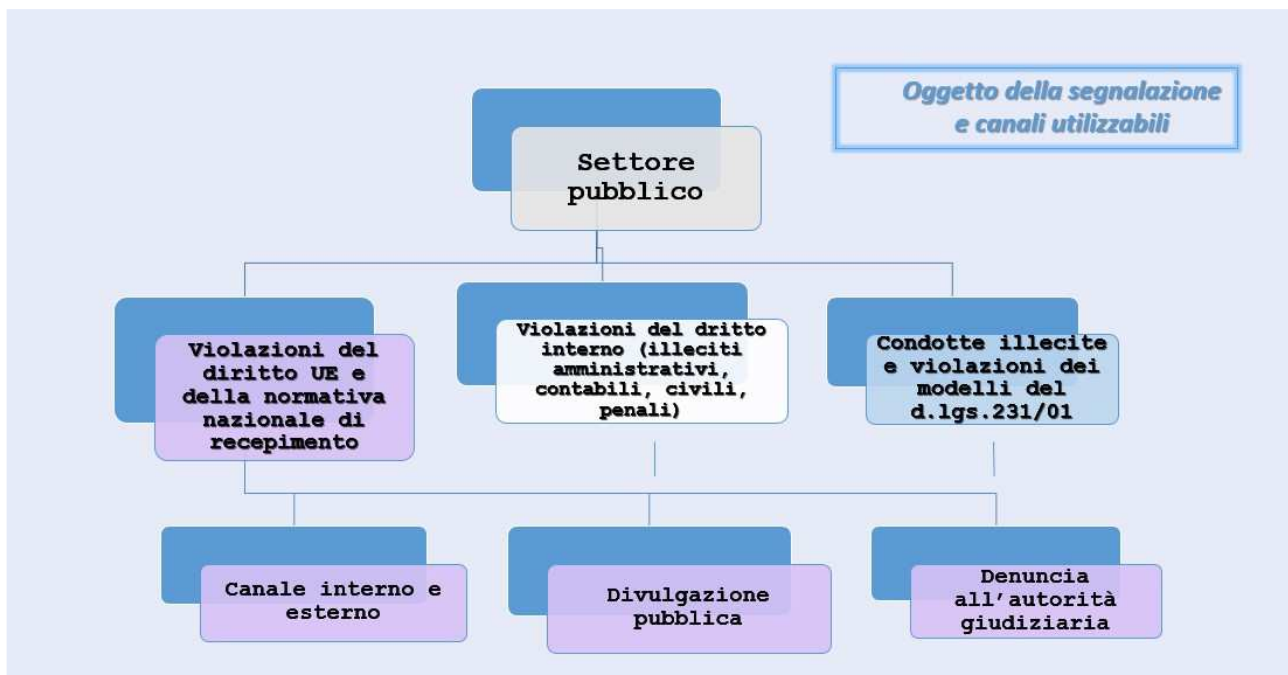 Oggetto della segnalazione
e canali utilizzabili
Settore
pubblico
Violazioni del
diritto UE e
della normativa
nazionale di
recepimento
Violazioni del dritto
interno (illeciti
amministrativi,
contabili, civili,
penali)
Condotte illecite
e violazioni dei
modelli del
d.lgs.231/01
Canale interno e
esterno
Divulgazione
pubblica
Denuncia
all’autorità
giudiziaria